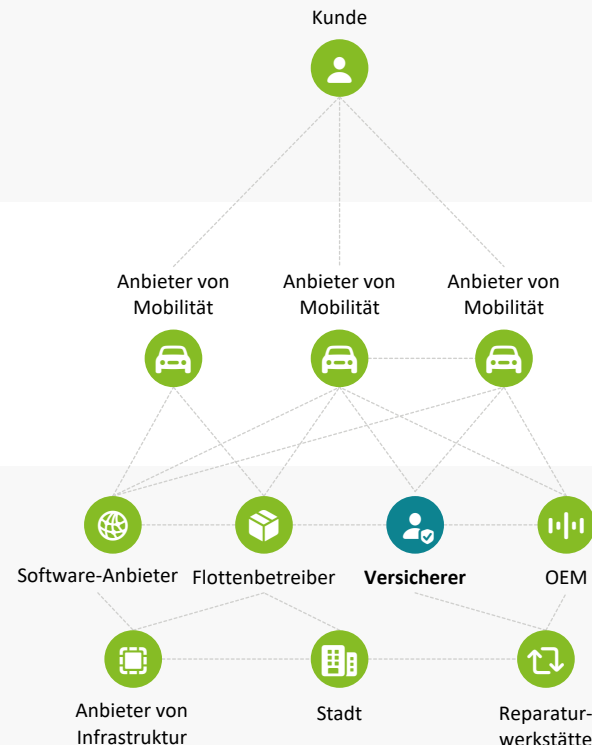 Kunde
Anbieter von
Mobilität
Anbieter von
Mobilität
Anbieter von
Mobilität
Software-Anbieter
Flottenbetreiber
Versicherer
OEM
Anbieter von
Infrastruktur
Stadt
Reparatur-
werkstätte